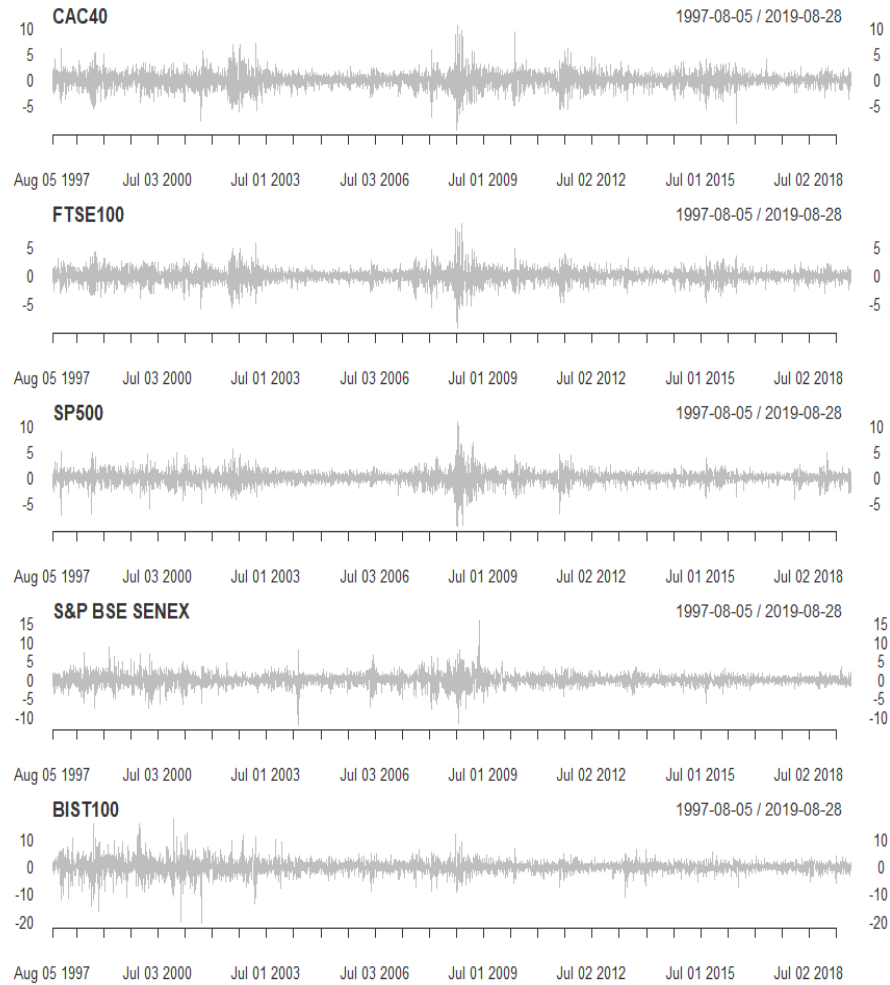 CAC40 1997-08-05 / 2019-08-28
10 10
5 5
0 0
-5 -5
Aug 05 1997 Jul 03 2000 Jul 01 2003 Jul 03 2006 Jul 01 2009 Jul 02 2012 Jul 01 2015 Jul 02 2018
FTSE100 1997-08-05 / 2019-08-28
5 5
0 0
-5 -5
Aug 05 1997 Jul 03 2000 Jul 01 2003 Jul 03 2006 Jul 01 2009 Jul 02 2012 Jul 01 2015 Jul 02 2018
SP500 1997-08-05 / 2019-08-28
10 10
5 5
0 0
-5 -5
Aug 05 1997 Jul 03 2000 Jul 01 2003 Jul 03 2006 Jul 01 2009 Jul 02 2012 Jul 01 2015 Jul 02 2018
S&P BSE SENEX 1997-08-05 / 2019-08-28
15 15
10 10
5 5
0 0
-5 -5
-10 -10
Aug 05 1997 Jul 03 2000 Jul 01 2003 Jul 03 2006 Jul 01 2009 Jul 02 2012 Jul 01 2015 Jul 02 2018
BIST100 1997-08-05 / 2019-08-28
10 10
0 0
-10 -10
-20 -20
Aug 05 1997 Jul 03 2000 Jul 01 2003 Jul 03 2006 Jul 01 2009 Jul 02 2012 Jul 01 2015 Jul 02 2018